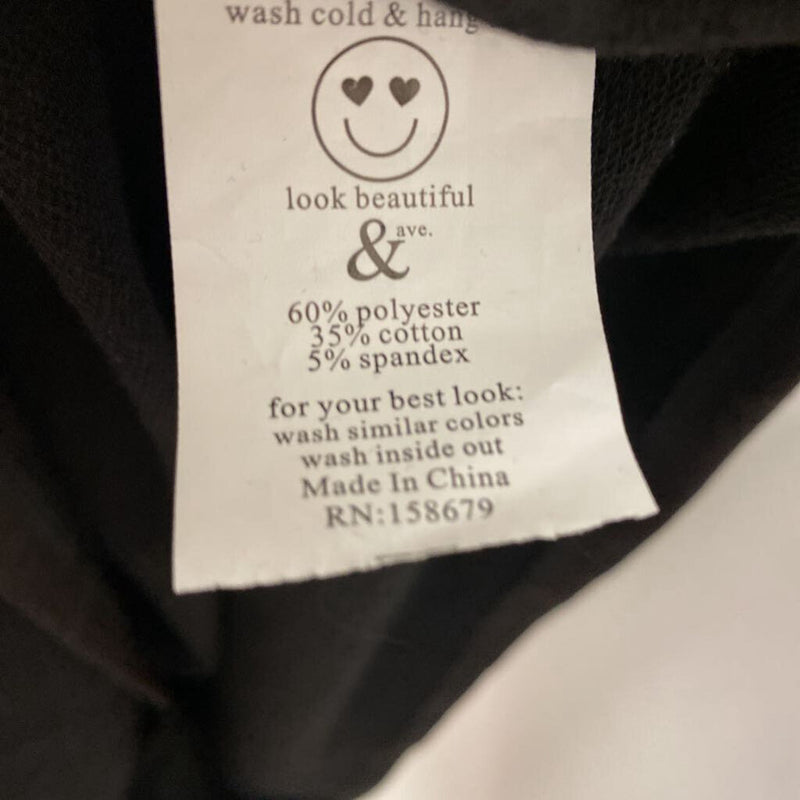 wash cold & hang
look beautiful
& ave.
60% polyester
35% cotton
5% spandex
for your best look:
wash similar colors
wash inside out
Made In China
RN:158679